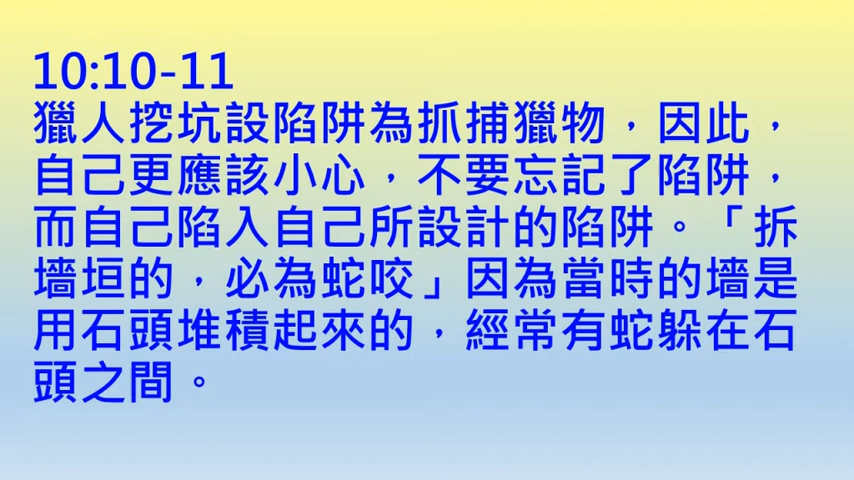 10:10-11
獵人挖坑設陷阱為抓捕獵物，因此，
自己更應該小心，不要忘記了陷阱，
而自己陷入自己所設計的陷阱。「拆
墻垣的，必為蛇咬」因為當時的墻是
用石頭堆積起來的，經常有蛇躲在石
頭之間。